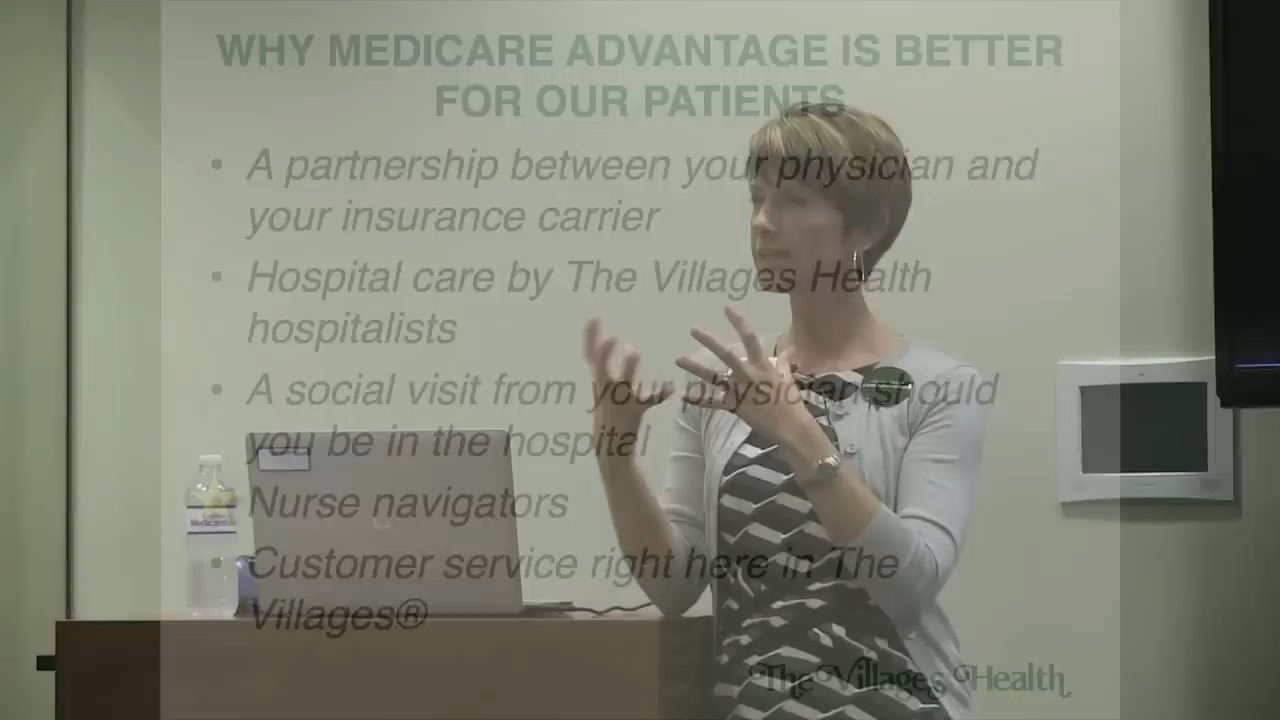 WHY MEDICARE ADVANTAGE IS BETTER
FOR OUR PATIENTS
• A partnership between your physician and
your insurance carrier
• Hospital care by The Villages Health
hospitalists
• A social visit from your physician should
you be in the hospital
Nurse navigators
• Customer service right here in The
Villages®
The Villages Health